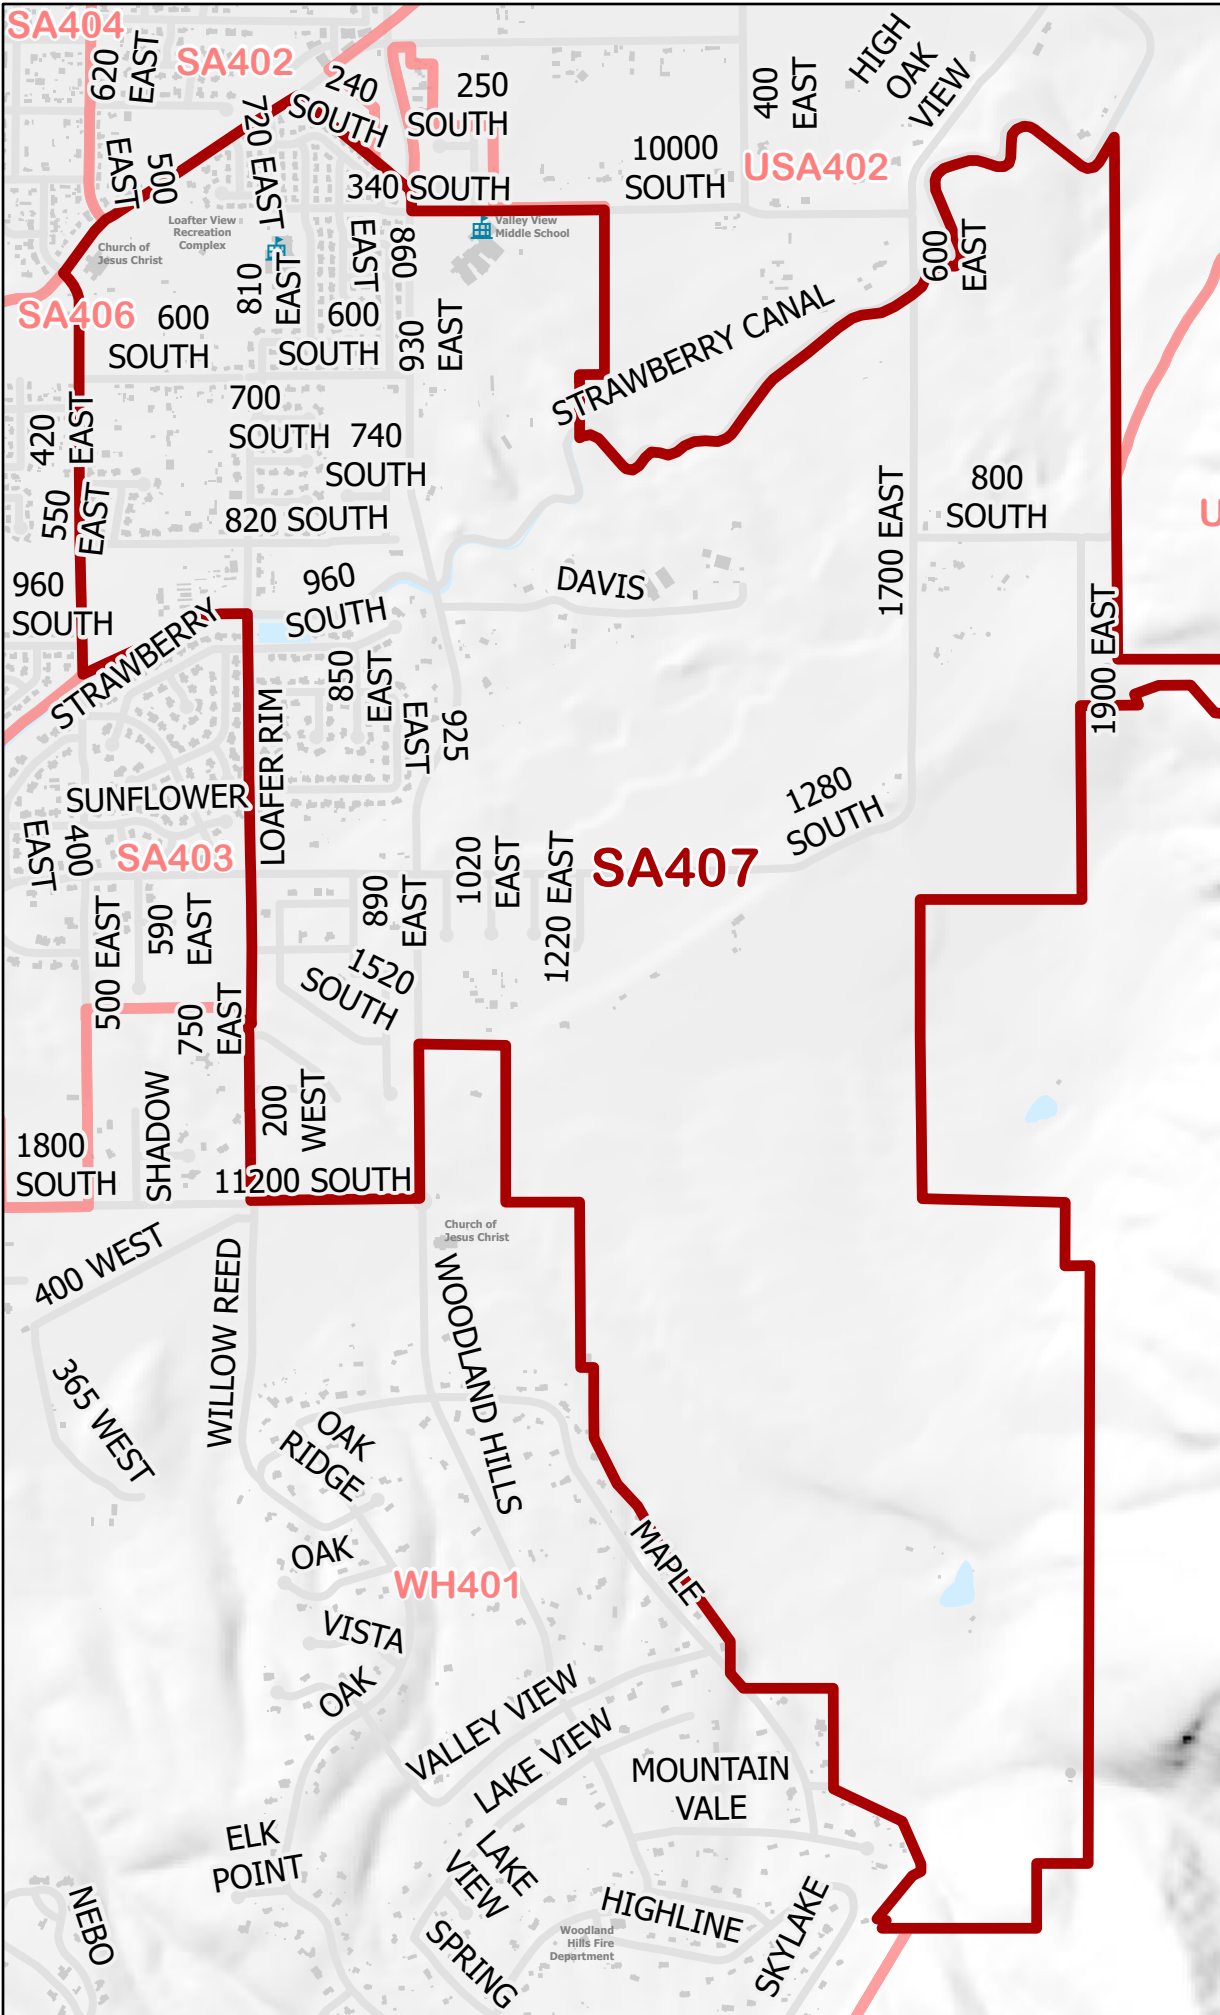 SA404
620
EAST
SA402
240
SOUTH
250
SOUTH
400
EAST
HIGH
OAK
VIEW
720 EAST
500
EAST
340 SOUTH
10000
SOUTH
USA402
Loafter View
Recreation
Complex
Church of
Jesus Christ
Valley View
Middle School
860
EAST
810
EAST
600
EAST
SA406
600
SOUTH
600
SOUTH
930
EAST
STRAWBERRY CANAL
420
EAST
700
SOUTH
740
SOUTH
550
EAST
820 SOUTH
1700 EAST
800
SOUTH
U
960
SOUTH
960
SOUTH
DAVIS
STRAWBERRY
850
EAST
1900 EAST
LOAFER RIM
925
EAST
SUNFLOWER
1280
SOUTH
400
EAST
SA403
SA407
1020
EAST
1220 EAST
890
EAST
500 EAST
590
EAST
1520
SOUTH
750
EAST
200
WEST
SHADOW
1800
SOUTH
11200 SOUTH
Church of
Jesus Christ
400 WEST
WILLOW REED
WOODLAND HILLS
365 WEST
OAK
RIDGE
MAPLE
OAK
WH401
VISTA
OAK
VALLEY VIEW
LAKE VIEW
MOUNTAIN
VALE
ELK
POINT
LAKE
VIEW
NEBO
HIGHLINE
SKYLAKE
SPRING
Woodland
Hills Fire
Department